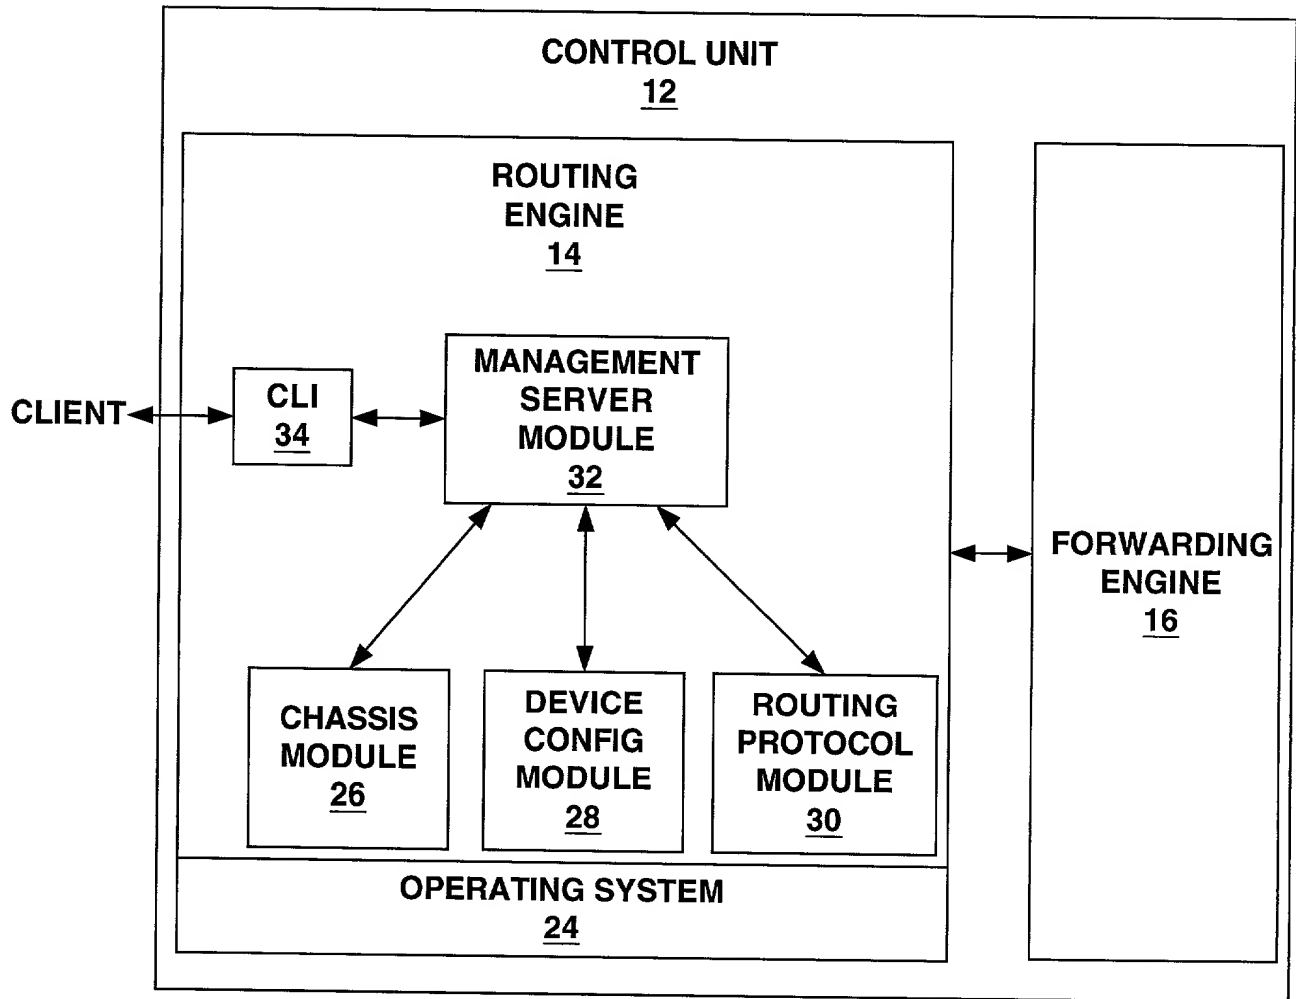 CONTROL UNIT
12
ROUTING
ENGINE
14
MANAGEMENT
SERVER
MODULE
32
CLI
34
CLIENT
FORWARDING
ENGINE
16
CHASSIS
MODULE
26
DEVICE
CONFIG
MODULE
28
ROUTING
PROTOCOL
MODULE
30
OPERATING SYSTEM
24